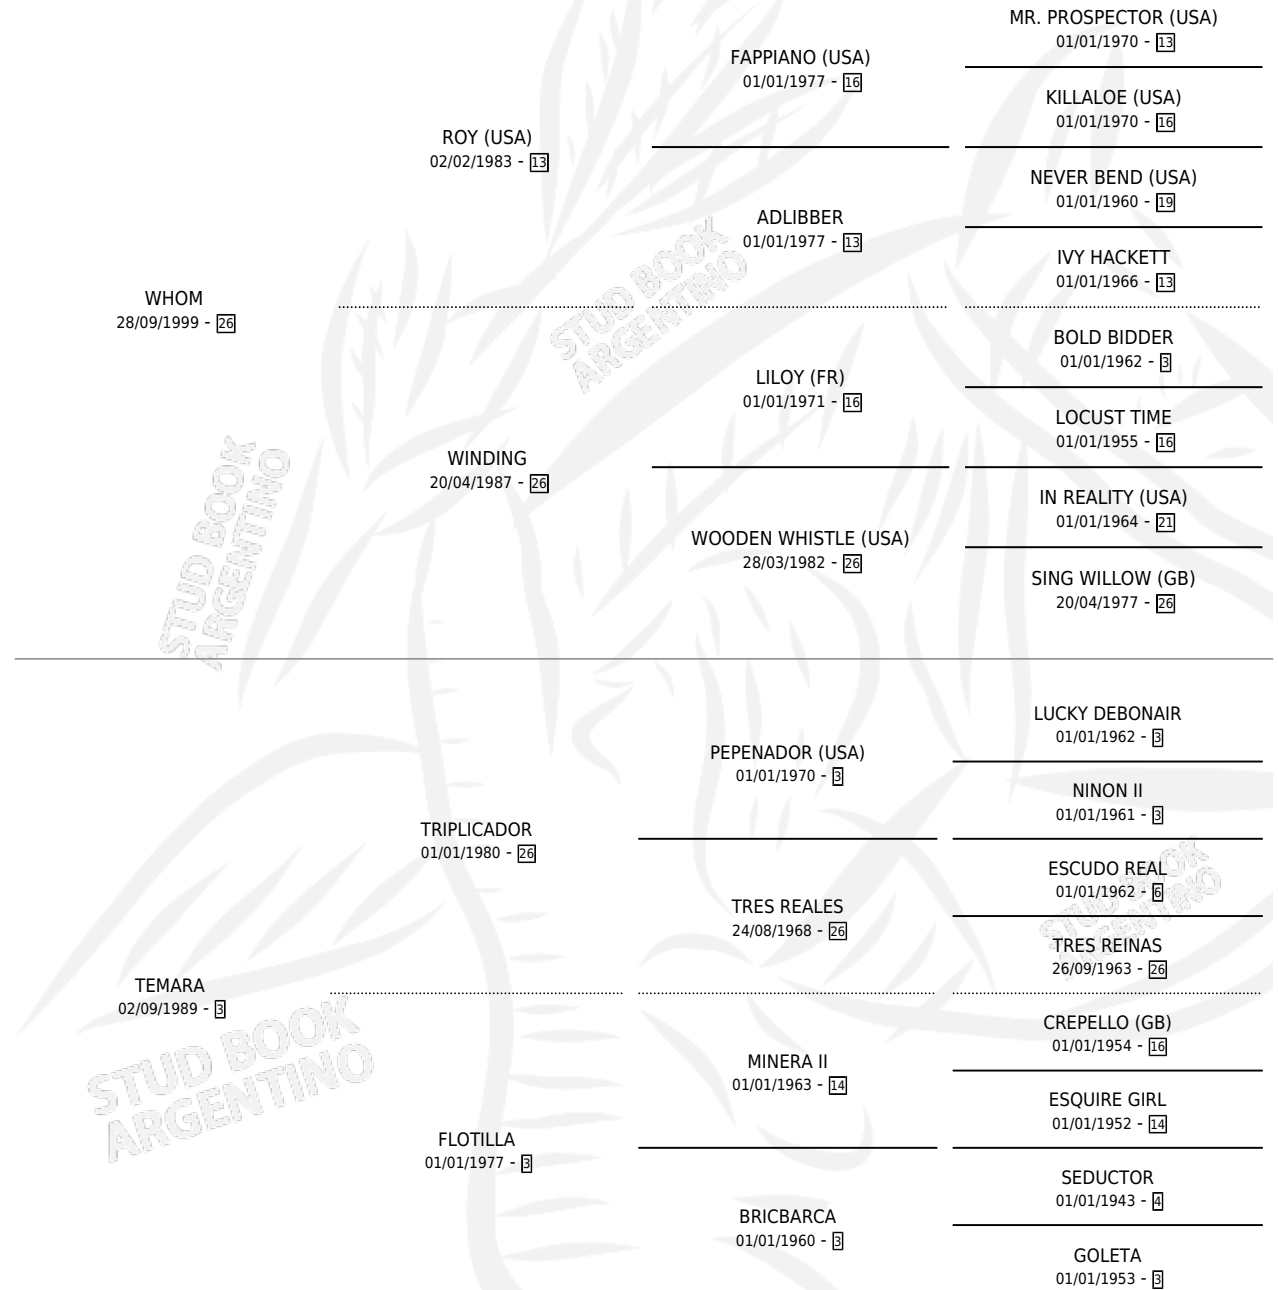 MR. PROSPECTOR (USA)
01/01/1970 - 13
FAPPIANO (USA)
01/01/1977 - 16
KILLALOE (USA)
01/01/1970 - 16
ROY (USA)
02/02/1983 - 13
NEVER BEND (USA)
01/01/1960 - 19
ADLIBBER
01/01/1977 - 13
IVY HACKETT
01/01/1966 - 13
WHOM
28/09/1999 - 26
STUD BOOK
ARGENTINO
BOLD BIDDER
01/01/1962 - 3
LILOY (FR)
01/01/1971 - 16
LOCUST TIME
01/01/1955 - 16
WINDING
20/04/1987 - 26
IN REALITY (USA)
01/01/1964 - 21
WOODEN WHISTLE (USA)
28/03/1982 - 26
SING WILLOW (GB)
20/04/1977 - 26
STUD BOOK
ARGENTINO
LUCKY DEBONAIR
01/01/1962 - 3
PEPENADOR (USA)
01/01/1970 - 3
NINON II
01/01/1961 - 3
TRIPLICADOR
01/01/1980 - 26
ESCUDO REAL
01/01/1962 - 6
TRES REALES
24/08/1968 - 26
STUD BOOK
ARGENTINO
TRES REINAS
26/09/1963 - 26
TEMARA
02/09/1989 - 3
STUD BOOK
ARGENTINO
CREPELLO (GB)
01/01/1954 - 16
MINERA II
01/01/1963 - 14
ESQUIRE GIRL
01/01/1952 - 14
FLOTILLA
01/01/1977 - 3
SEDUCTOR
01/01/1943 - 4
BRICBARCA
01/01/1960 - 3
GOLETA
01/01/1953 - 3